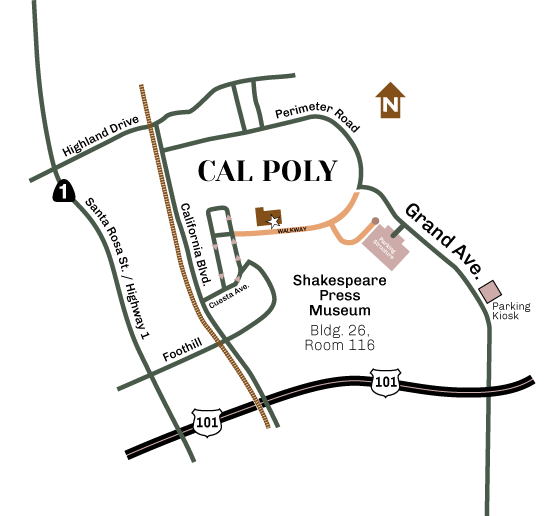 N
Perimeter Road
Highland Drive
CAL POLY
1
Santa Rosa St. / Highway 1
California Blvd.
WALKWAY
Grand Ave.
Parking
Structure
Cuesta Ave.
Shakespeare
Press
Museum
Bldg. 26,
Room 116
Parking
Kiosk
Foothill
101
101